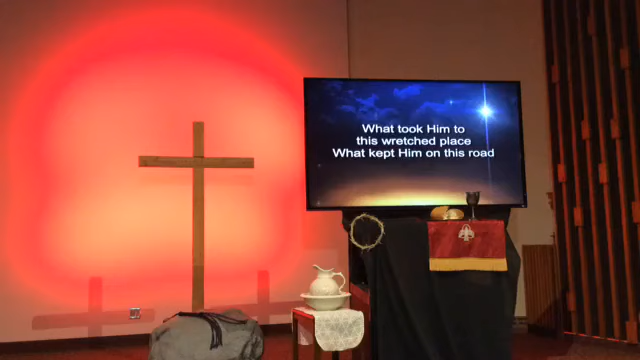 What took Him to
this wretched place
What kept Him on this road